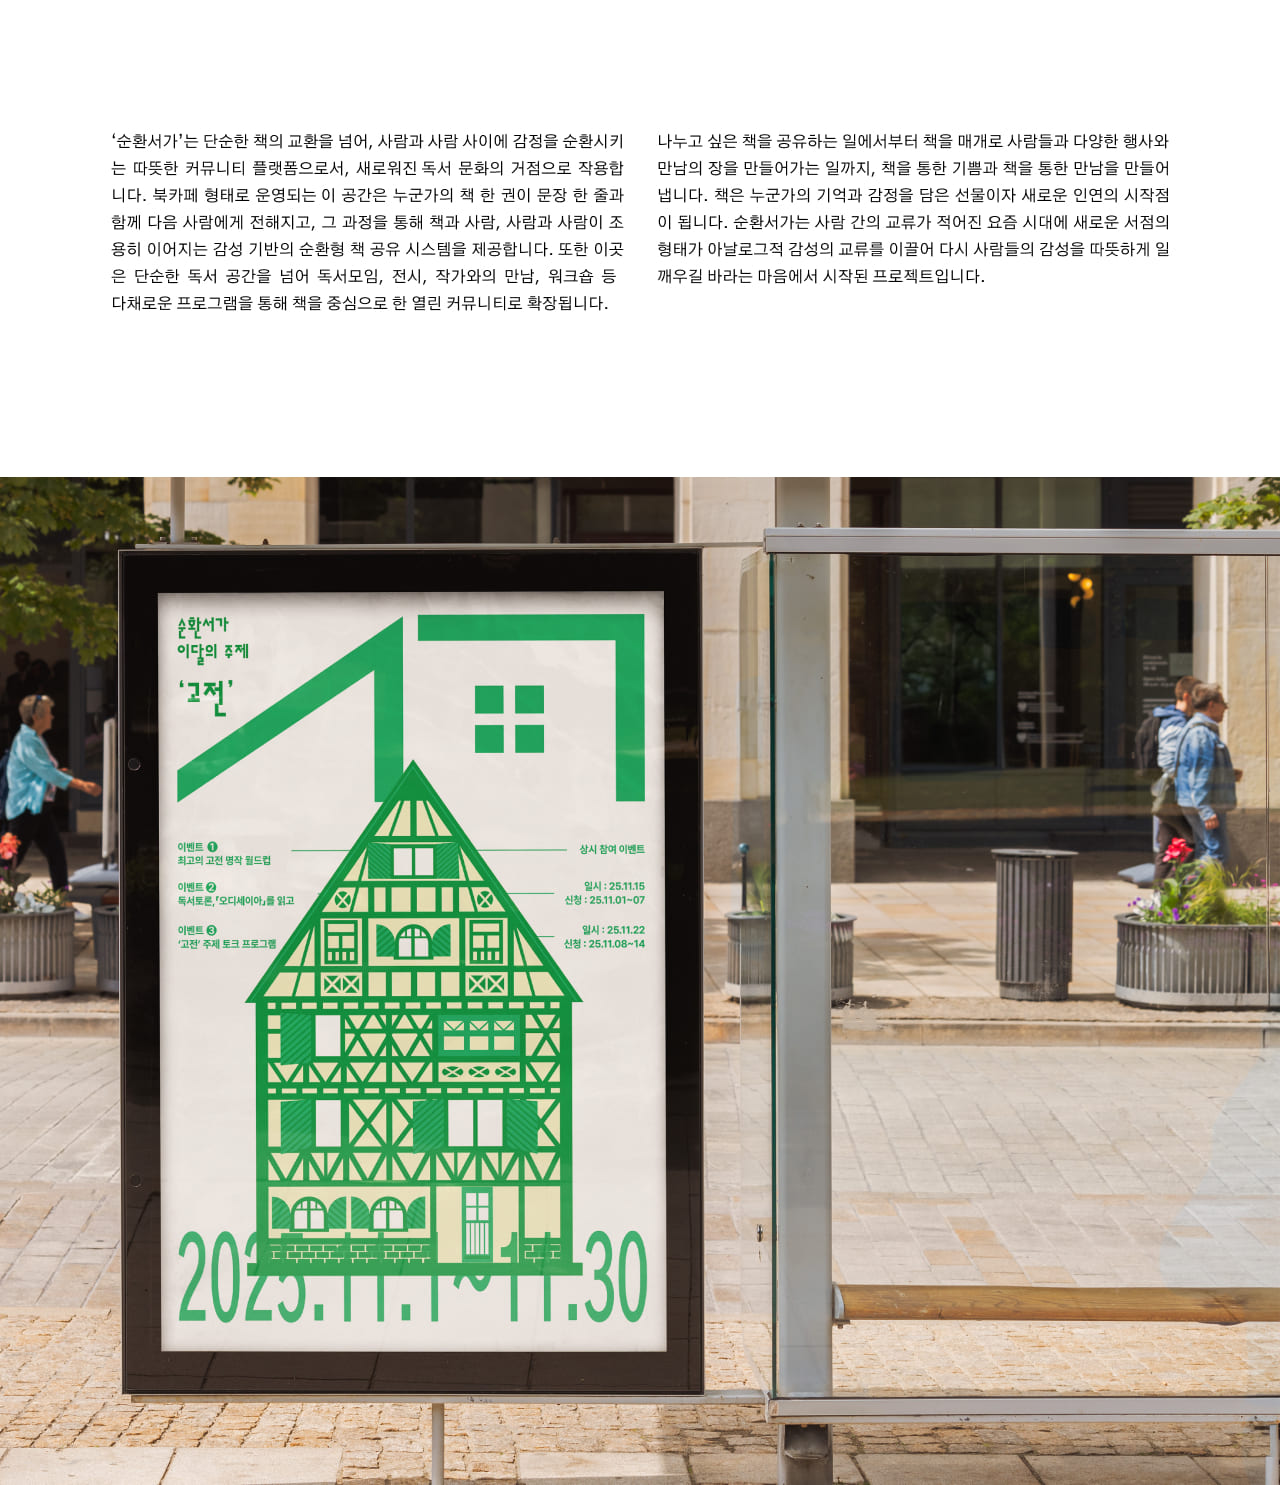 ‘순환서가’는 단순한 책의 교환을 넘어, 사람과 사람 사이에 감정을 순환시키
는 따뜻한 커뮤니티 플랫폼으로서, 새로워진 독서 문화의 거점으로 작용합
니다. 북카페 형태로 운영되는 이 공간은 누군가의 책 한 권이 문장 한 줄과
함께 다음 사람에게 전해지고, 그 과정을 통해 책과 사람, 사람과 사람이 조
용히 이어지는 감성 기반의 순환형 책 공유 시스템을 제공합니다. 또한 이곳
은 단순한 독서 공간을 넘어 독서모임, 전시, 작가와의 만남, 워크숍 등
다채로운 프로그램을 통해 책을 중심으로 한 열린 커뮤니티로 확장됩니다.
나누고 싶은 책을 공유하는 일에서부터 책을 매개로 사람들과 다양한 행사와
만남의 장을 만들어가는 일까지, 책을 통한 기쁨과 책을 통한 만남을 만들어
냅니다. 책은 누군가의 기억과 감정을 담은 선물이자 새로운 인연의 시작점
이 됩니다. 순환서가는 사람 간의 교류가 적어진 요즘 시대에 새로운 서점의
형태가 아날로그적 감성의 교류를 이끌어 다시 사람들의 감성을 따뜻하게 일
깨우길 바라는 마음에서 시작된 프로젝트입니다.
순환서가
이달의 주제
‘고전’
이벤트 1
최고의 고전 명작 월드컵
상시 참여 이벤트
이벤트 2
독서토론,『오디세이아』를 읽고
일시 : 25.11.15
신청 : 25.11.01~07
이벤트 3
‘고전’ 주제 토크 프로그램
일시 : 25.11.22
신청 : 25.11.08~14
2025.11.1~11.30